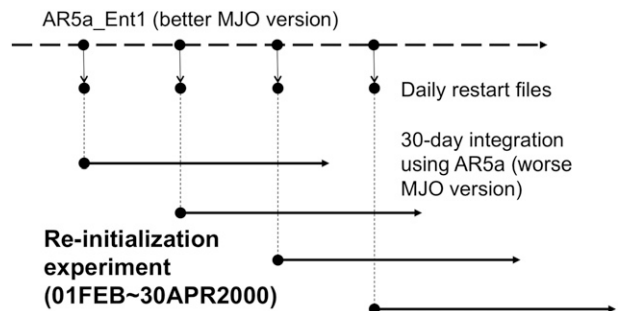 AR5a_Ent1 (better MJO version)
Daily restart files
30-day integration
using AR5a (worse
MJO version)
Re-initialization
experiment
(01FEB~30APR2000)